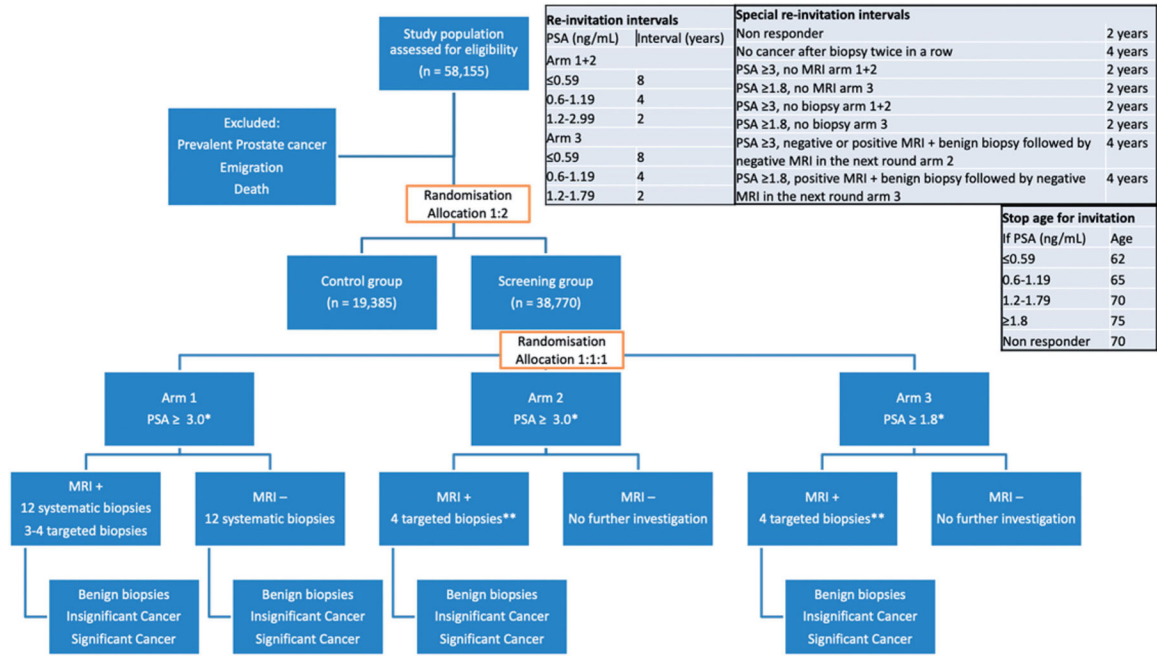 Study population
assessed for eligibility
(n = 58,155)
Excluded:
Prevalent Prostate cancer
Emigration
Death
Randomisation
Allocation 1:2
Control group
(n = 19,385)
Screening group
(n = 38,770)
Randomisation
Allocation 1:1:1
Arm 1
PSA ≥ 3.0*
Arm 2
PSA ≥ 3.0*
Arm 3
PSA ≥ 1.8*
MRI +
12 systematic biopsies
3-4 targeted biopsies
MRI –
12 systematic biopsies
MRI +
4 targeted biopsies**
MRI –
No further investigation
MRI +
4 targeted biopsies**
MRI –
No further investigation
Benign biopsies
Insignificant Cancer
Significant Cancer
Benign biopsies
Insignificant Cancer
Significant Cancer
Benign biopsies
Insignificant Cancer
Significant Cancer
Benign biopsies
Insignificant Cancer
Significant Cancer
Re-invitation intervals
PSA (ng/mL) Interval (years)
Arm 1+2
≤0.59 8
0.6-1.19 4
1.2-2.99 2
Arm 3
≤0.59 8
0.6-1.19 4
1.2-1.79 2
Special re-invitation intervals
Non responder 2 years
No cancer after biopsy twice in a row 4 years
PSA ≥3, no MRI arm 1+2 2 years
PSA ≥1.8, no MRI arm 3 2 years
PSA ≥3, no biopsy arm 1+2 2 years
PSA ≥1.8, no biopsy arm 3 2 years
PSA ≥3, negative or positive MRI + benign biopsy followed by 4 years
negative MRI in the next round arm 2
PSA ≥1.8, positive MRI + benign biopsy followed by negative 4 years
MRI in the next round arm 3
Stop age for invitation
If PSA (ng/mL) Age
≤0.59 62
0.6-1.19 65
1.2-1.79 70
≥1.8 75
Non responder 70